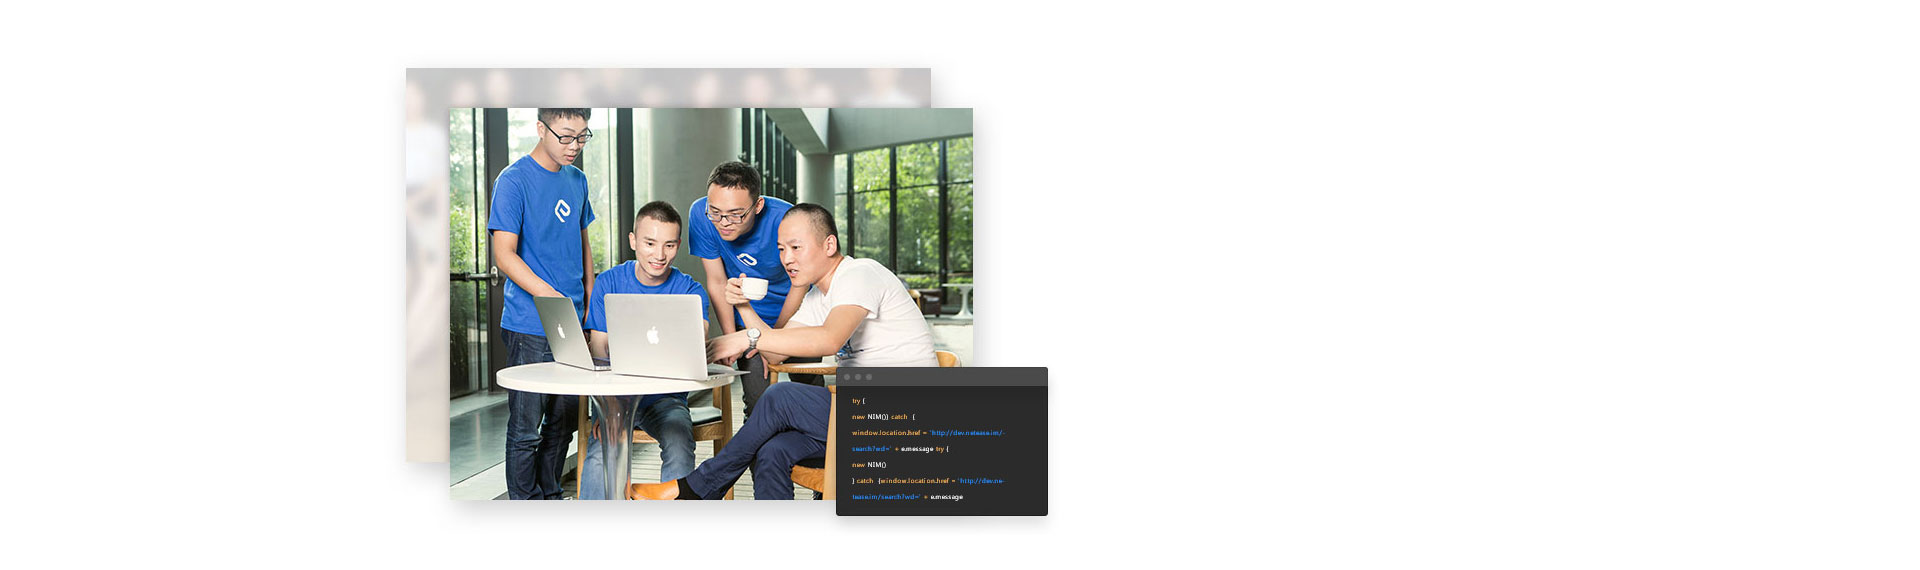 try {
new NIM()} catch {
window.location.href = 'http://dev.netease.im/-
search?wd=' + e.message try {
new NIM()
} catch {window.location.href = 'http://dev.ne-
tease.im/search?wd=' + e.message